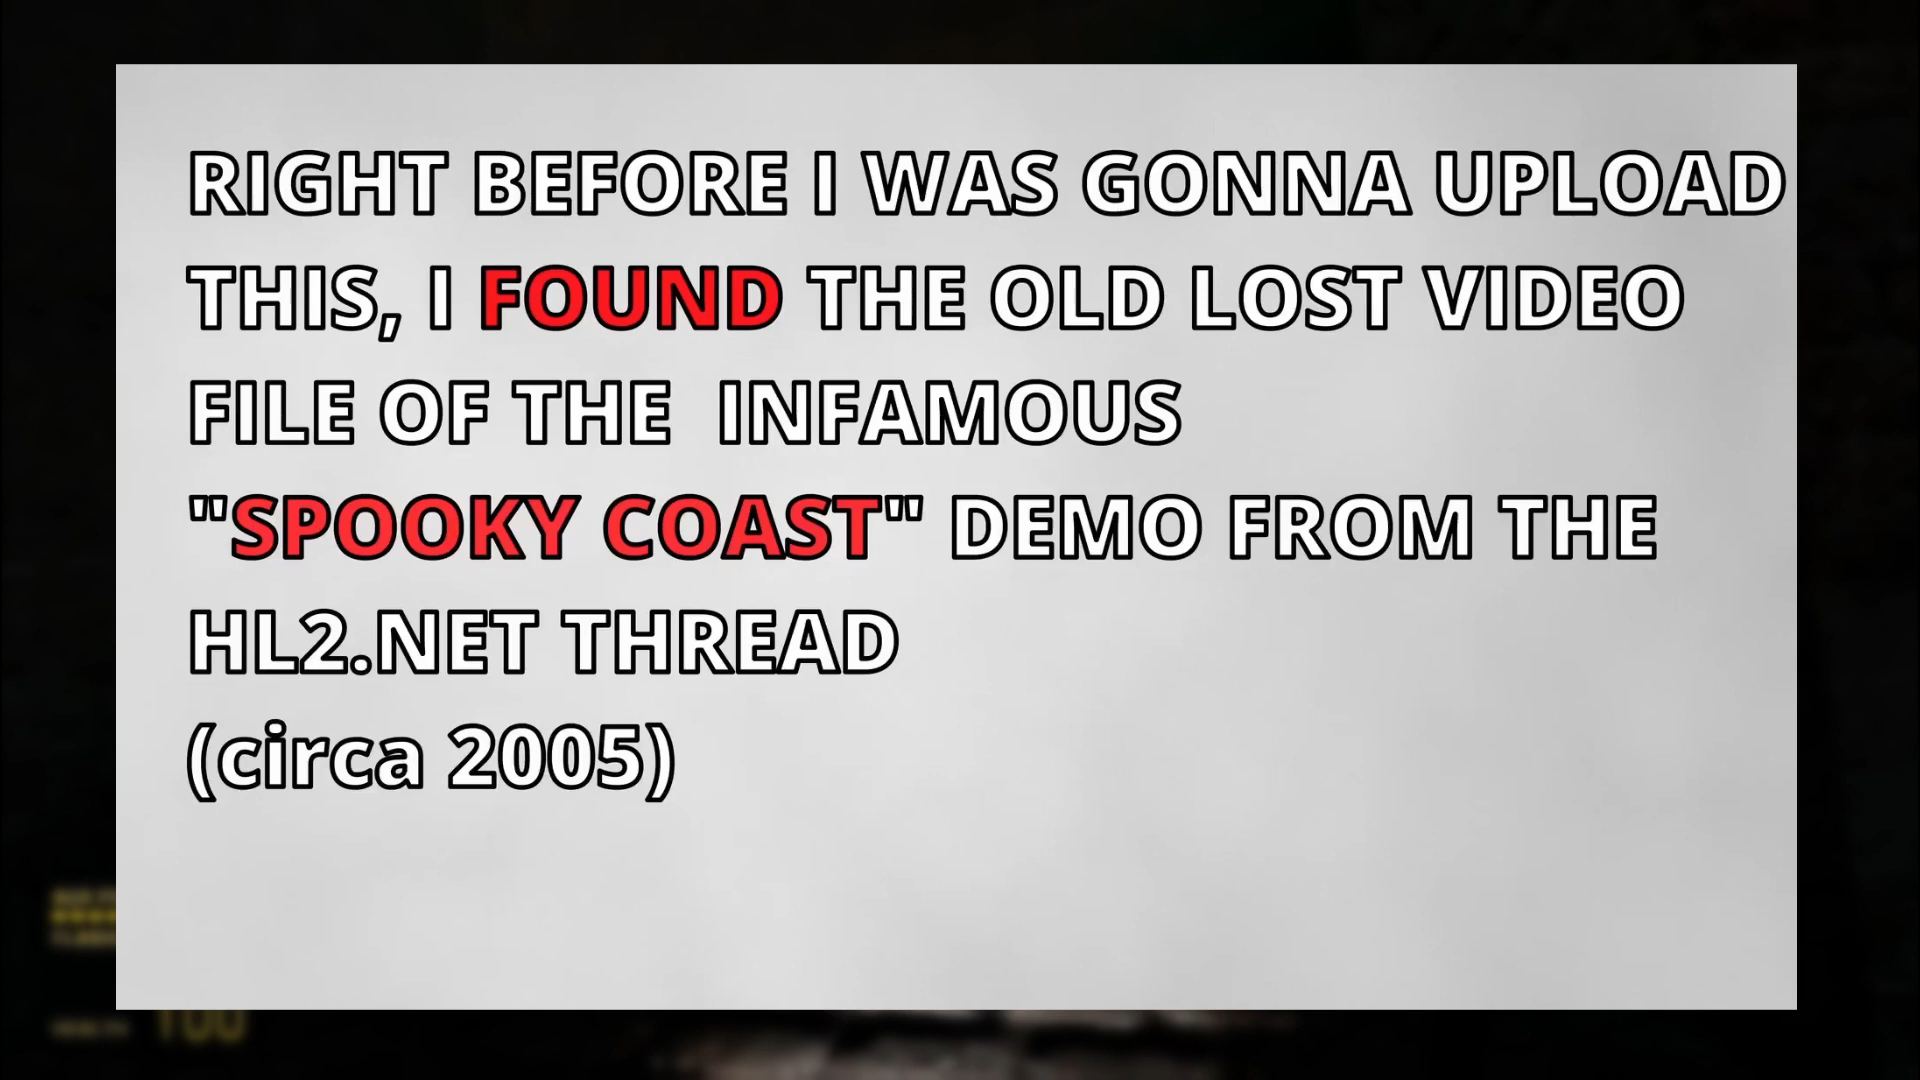 RIGHT BEFORE I WAS GONNA UPLOAD
THIS, I FOUND THE OLD LOST VIDEO
FILE OF THE  INFAMOUS
"SPOOKY COAST" DEMO FROM THE
HL2.NET THREAD
(circa 2005)
100